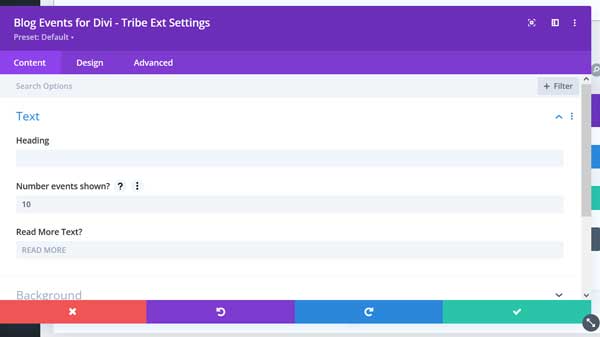 Blog Events for Divi - Tribe Ext Settings
Preset: Default
Content Design Advanced
Search Options + Filter
Text
Heading
Number events shown? ?
10
Read More Text?
READ MORE
Background